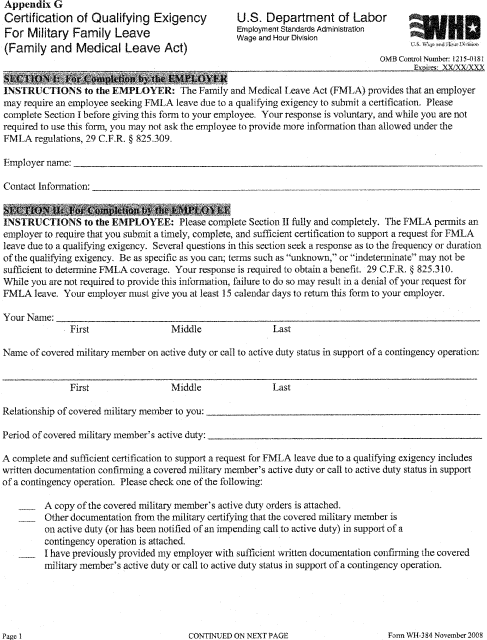 Appendix G
Certification of Qualifying Exigency
For Military Family Leave
(Family and Medical Leave Act)
U.S. Department of Labor
Employment Standards Administration
Wage and Hour Division
WHD
U.S. Wage and Hour Division
OMB Control Number: 1215-0181
Expires: XX/XX/XXX
SECTION I: For Completion by the EMPLOYER
INSTRUCTIONS to the EMPLOYER: The Family and Medical Leave Act (FMLA) provides that an employer
may require an employee seeking FMLA leave due to a qualifying exigency to submit a certification. Please
complete Section I before giving this form to your employee. Your response is voluntary, and while you are not
required to use this form, you may not ask the employee to provide more information than allowed under the
FMLA regulations, 29 C.F.R. § 825.309.
Employer name:
Contact Information:
SECTION II: For Completion by the EMPLOYEE
INSTRUCTIONS to the EMPLOYEE: Please complete Section II fully and completely. The FMLA permits an
employer to require that you submit a timely, complete, and sufficient certification to support a request for FMLA
leave due to a qualifying exigency. Several questions in this section seek a response as to the frequency or duration
of the qualifying exigency. Be as specific as you can; terms such as “unknown,” or “indeterminate” may not be
sufficient to determine FMLA coverage. Your response is required to obtain a benefit. 29 C.F.R. § 825.310.
While you are not required to provide this information, failure to do so may result in a denial of your request for
FMLA leave. Your employer must give you at least 15 calendar days to return this form to your employer.
Your Name:
First Middle Last
Name of covered military member on active duty or call to active duty status in support of a contingency operation:
First Middle Last
Relationship of covered military member to you:
Period of covered military member’s active duty:
A complete and sufficient certification to support a request for FMLA leave due to a qualifying exigency includes
written documentation confirming a covered military member’s active duty or call to active duty status in support
of a contingency operation. Please check one of the following:
A copy of the covered military member’s active duty orders is attached.
Other documentation from the military certifying that the covered military member is
on active duty (or has been notified of an impending call to active duty) in support of a
contingency operation is attached.
I have previously provided my employer with sufficient written documentation confirming the covered
military member’s active duty or call to active duty status in support of a contingency operation.
Page 1 CONTINUED ON NEXT PAGE Form WH-384 November 2008